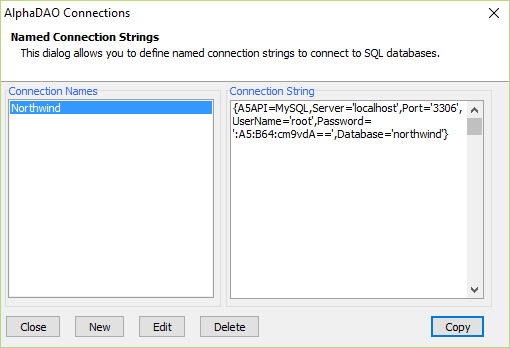 AlphaDAO Connections
Named Connection Strings
This dialog allows you to define named connection strings to connect to SQL databases.
Connection Names
Northwind
Connection String
{A5API=MySQL,Server='localhost',Port='3306',
UserName='root',Password=
':A5:B64:cm9vdA==',Database='northwind'}
Close
New
Edit
Delete
Copy